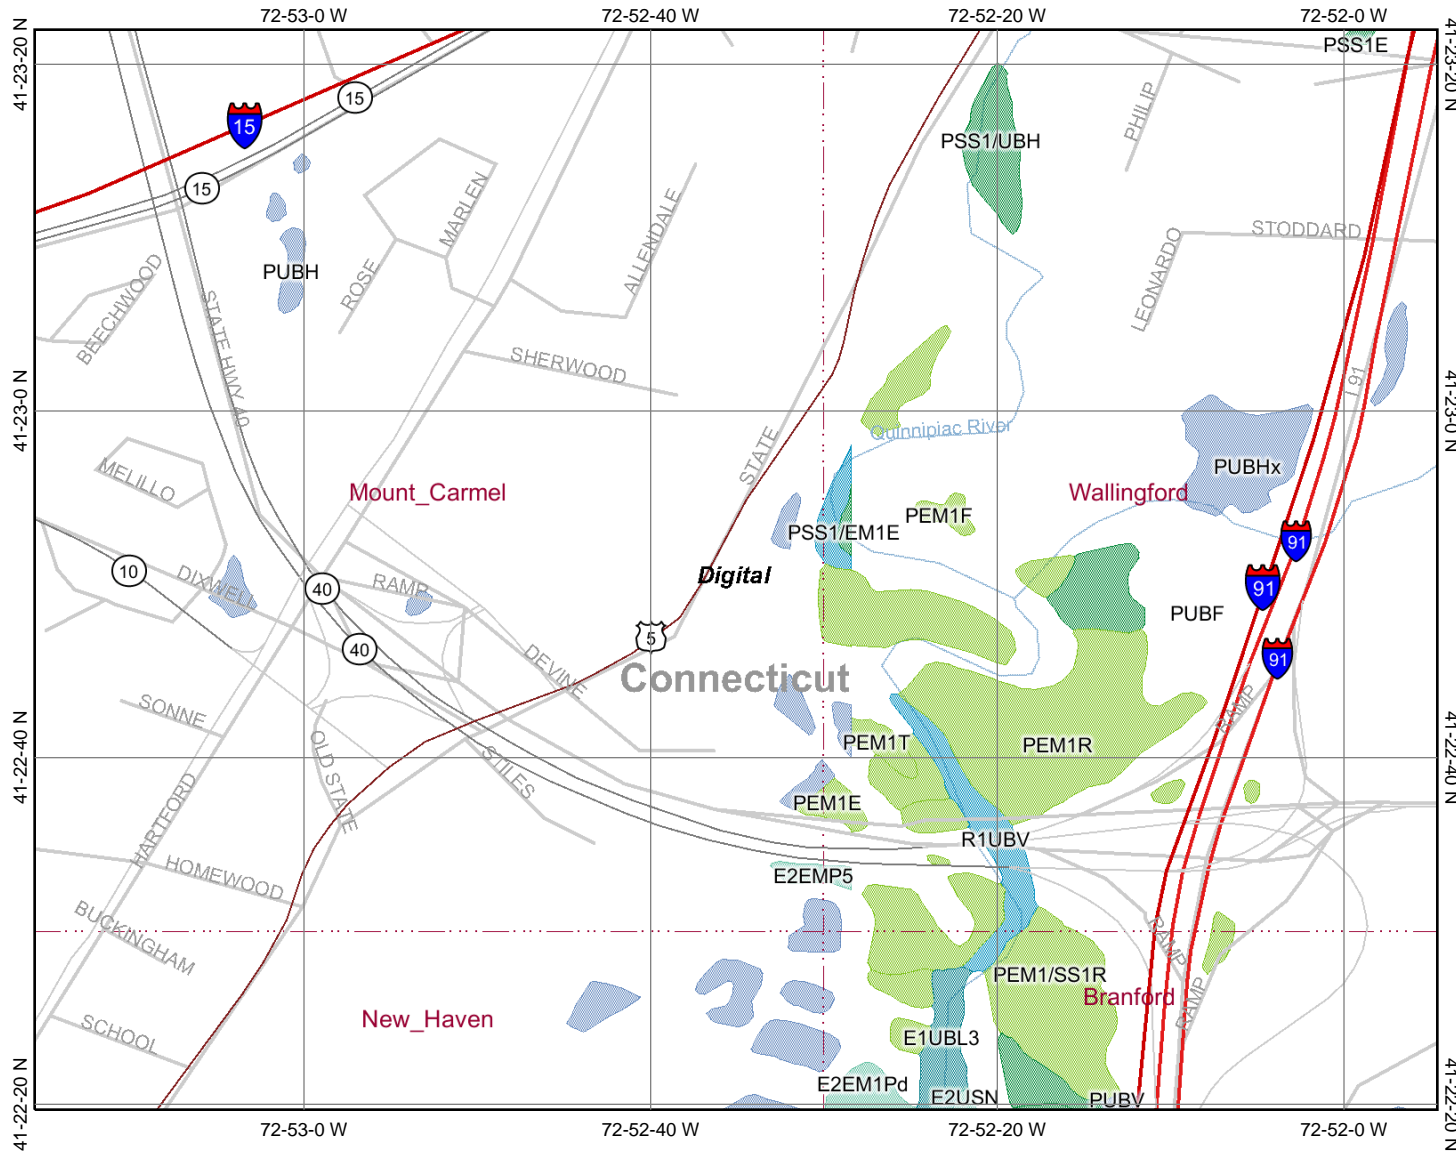 72-53-0 W
72-52-40 W
72-52-20 W
72-52-0 W
41-23-20 N
41-23-20 N
PSS1E
15
15
15
PSS1/UBH
PHILIP
MARLEN
ALLENDALE
STODDARD
LEONARDO
PUBH
ROSE
BEECHWOOD
STATE HWY 40
SHERWOOD
I 91
41-23-0 N
41-23-0 N
Quinnipiac River
STATE
MELILLO
PUBHx
Mount_Carmel
Wallingford
PEM1F
PSS1/EM1E
91
10
DIXWELL
40
RAMP
Digital
91
PUBF
5
40
91
DEVINE
Connecticut
SONNE
RAMP
OLD STATE
PEM1T
PEM1R
STILES
41-22-40 N
41-22-40 N
HARTFORD
PEM1E
R1UBV
HOMEWOOD
E2EMP5
BUCKINGHAM
RAMP
PEM1/SS1R
Branford
RAMP
New_Haven
SCHOOL
E1UBL3
E2EM1Pd
E2USN
PUBV
41-22-20 N
41-22-20 N
72-53-0 W
72-52-40 W
72-52-20 W
72-52-0 W